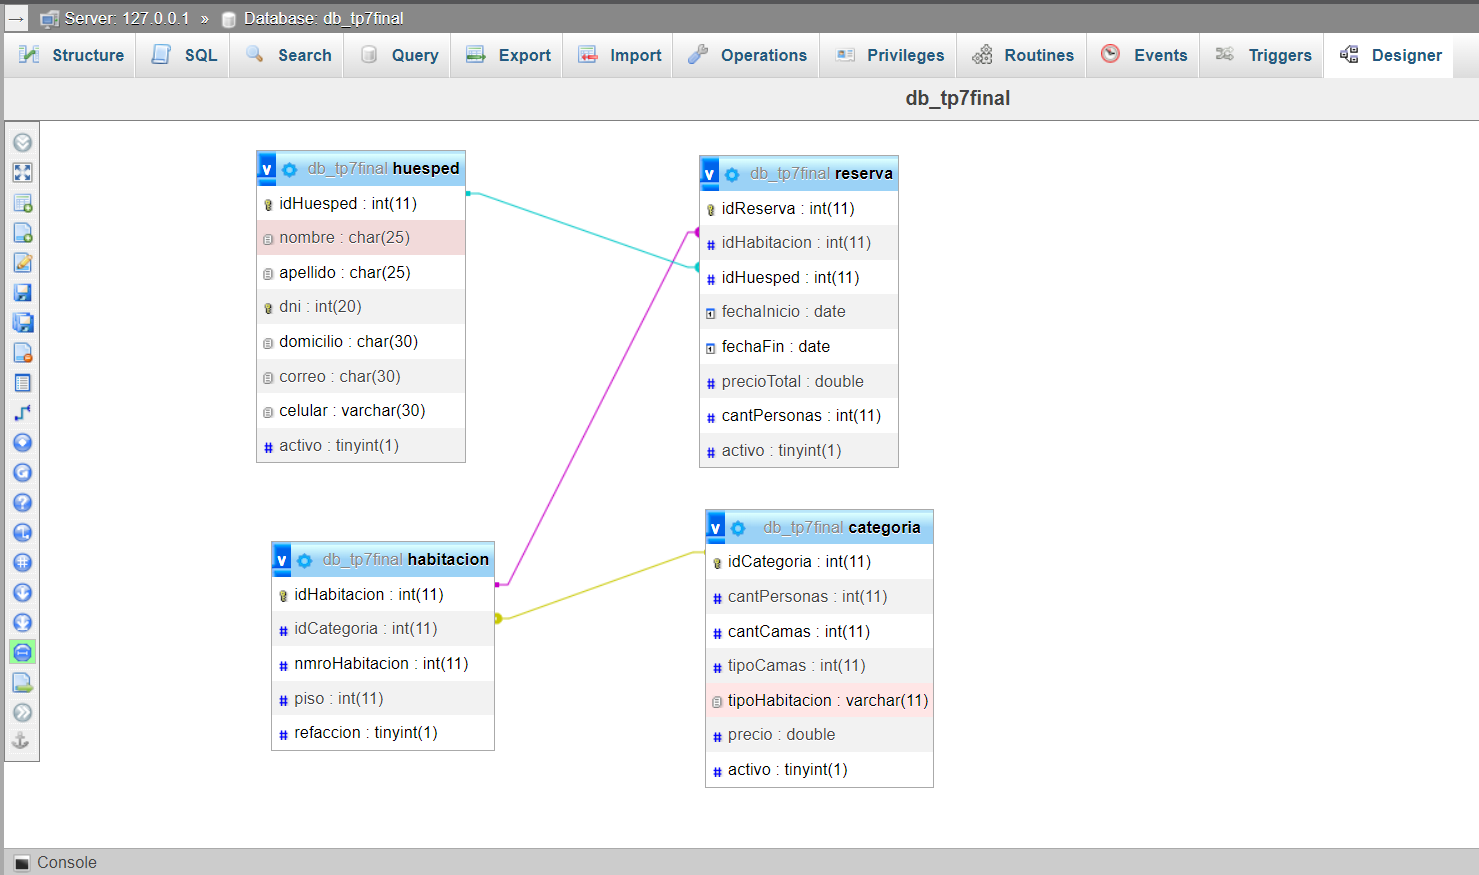 Server: 127.0.0.1 » Database: db_tp7final
Structure SQL Search Query Export Import Operations Privileges Routines Events Triggers Designer
db_tp7final
v db_tp7final huesped
idHuesped : int(11)
nombre : char(25)
apellido : char(25)
dni : int(20)
domicilio : char(30)
correo : char(30)
celular : varchar(30)
# activo : tinyint(1)
v db_tp7final reserva
idReserva : int(11)
# idHabitacion : int(11)
# idHuesped : int(11)
fechaInicio : date
fechaFin : date
# precioTotal : double
# cantPersonas : int(11)
# activo : tinyint(1)
v db_tp7final habitacion
idHabitacion : int(11)
# idCategoria : int(11)
# nmroHabitacion : int(11)
# piso : int(11)
# refaccion : tinyint(1)
v db_tp7final categoria
idCategoria : int(11)
# cantPersonas : int(11)
# cantCamas : int(11)
# tipoCamas : int(11)
tipoHabitacion : varchar(11)
# precio : double
# activo : tinyint(1)
Console